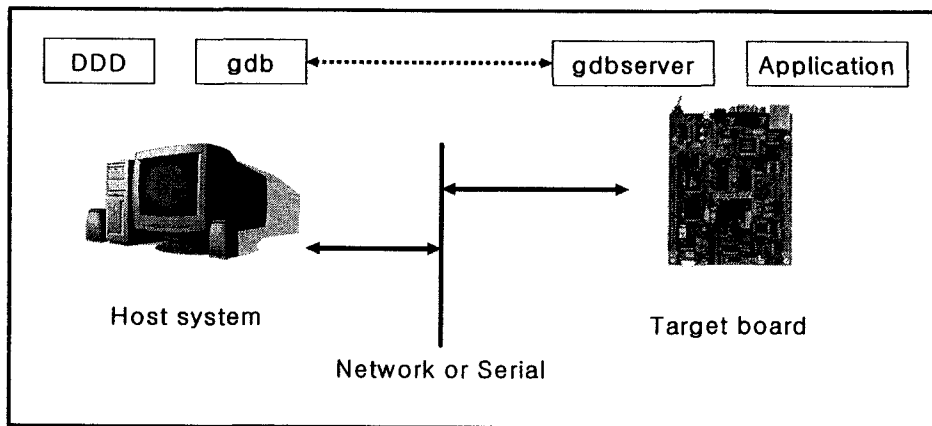 DDD
gdb
gdbserver
Application
Host system
Target board
Network or Serial